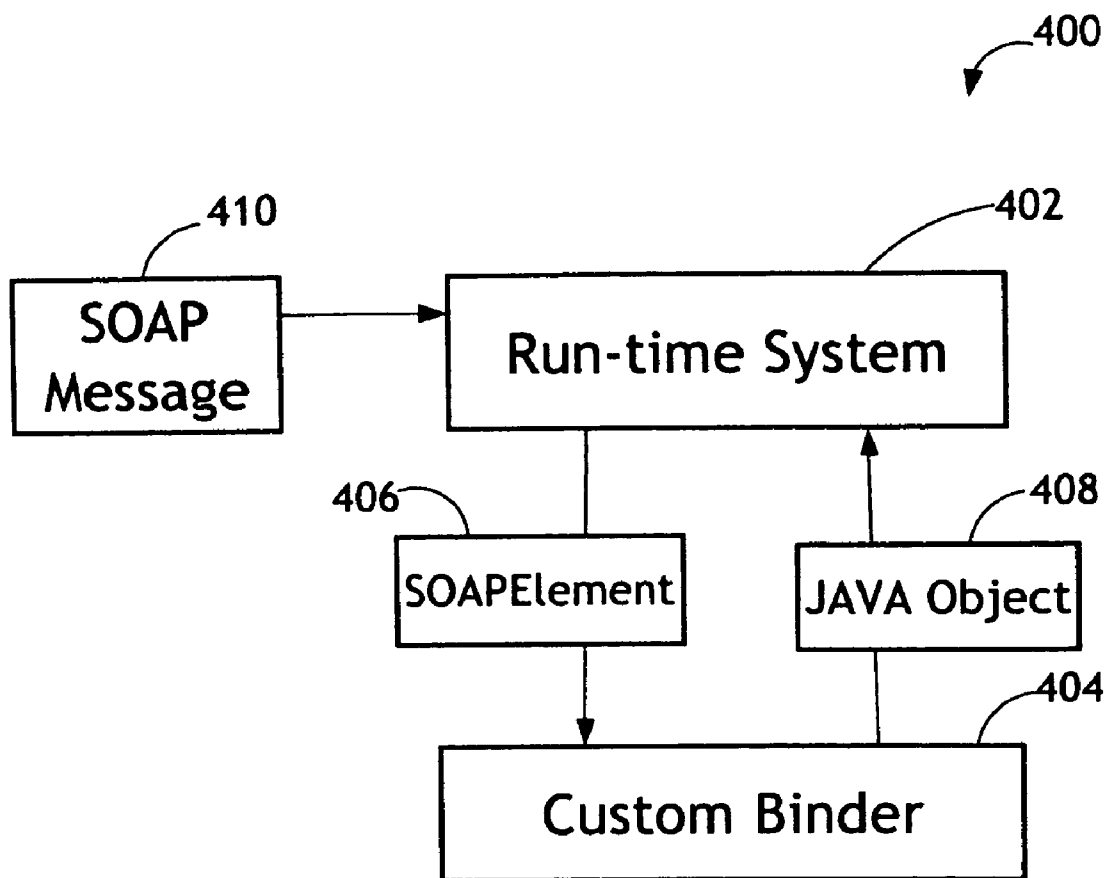 400
410
402
SOAP
Message
Run-time System
406
408
SOAPElement
JAVA Object
404
Custom Binder